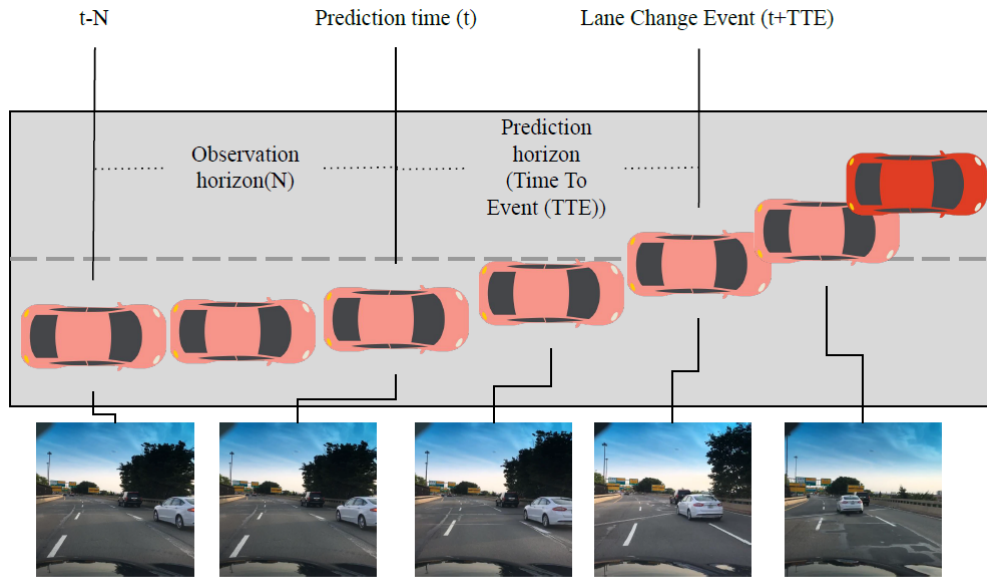 t-N
Prediction time (t)
Lane Change Event (t+TTE)
Observation
horizon(N)
Prediction
horizon
(Time To
Event (TTE))